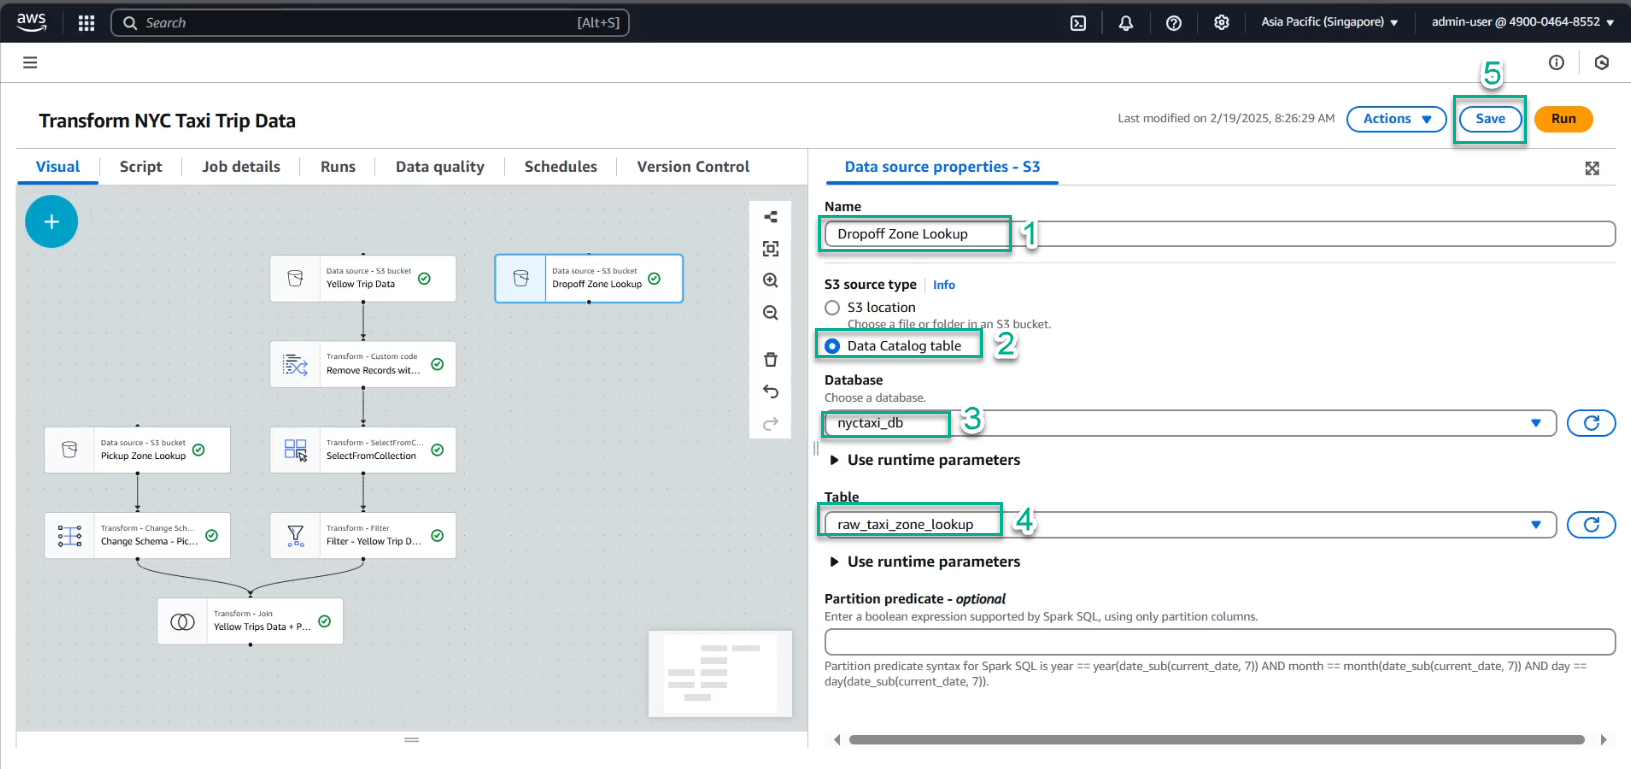 aws
Search
[Alt+S]
Asia Pacific (Singapore)
admin-user @ 4900-0464-8552
5
Transform NYC Taxi Trip Data
Last modified on 2/19/2025, 8:26:29 AM
Actions
Save
Run
Visual
Script
Job details
Runs
Data quality
Schedules
Version Control
Data source properties - S3
Name
Dropoff Zone Lookup
1
S3 source type
Info
S3 location
Choose a file or folder in an S3 bucket.
Data Catalog table
2
Database
Choose a database.
nyctaxi_db
3
Use runtime parameters
Table
raw_taxi_zone_lookup
4
Use runtime parameters
Partition predicate - optional
Enter a boolean expression supported by Spark SQL, using only partition columns.
Partition predicate syntax for Spark SQL is year == year(date_sub(current_date, 7)) AND month == month(date_sub(current_date, 7)) AND day ==
day(date_sub(current_date, 7)).
Data source - S3 bucket
Yellow Trip Data
Data source - S3 bucket
Dropoff Zone Lookup
Transform - Custom code
Remove Records wit...
Data source - S3 bucket
Pickup Zone Lookup
Transform - SelectFromC...
SelectFromCollection
Transform - Change Sch...
Change Schema - Pic...
Transform - Filter
Filter - Yellow Trip D...
Transform - Join
Yellow Trips Data + P...